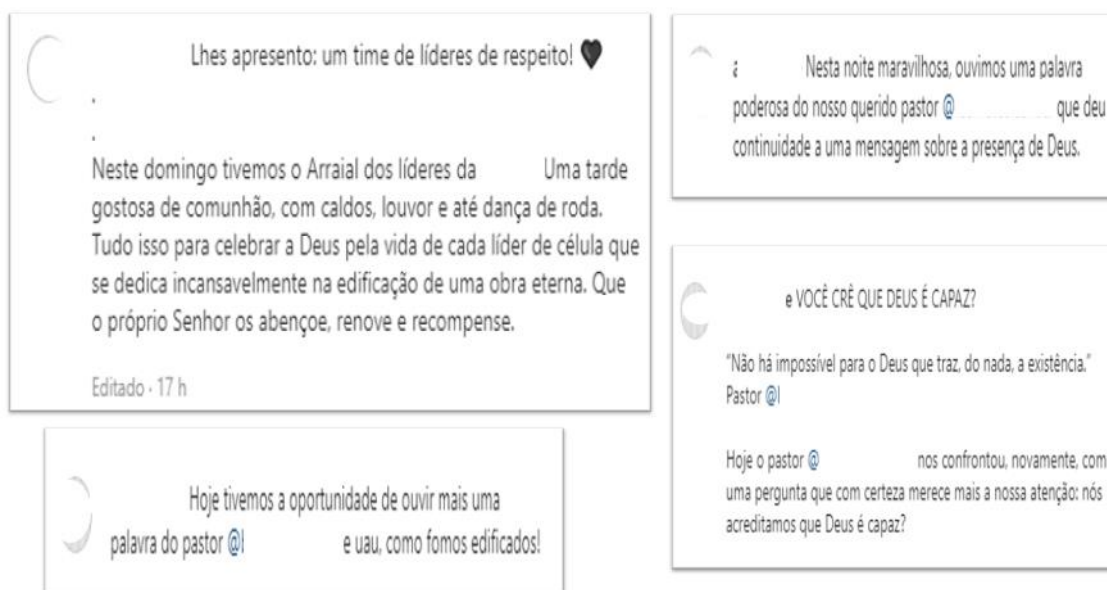 Lhes apresento: um time de líderes de respeito! 🖤
.
.
Neste domingo tivemos o Arraial dos líderes da Uma tarde
gostosa de comunhão, com caldos, louvor e até dança de roda.
Tudo isso para celebrar a Deus pela vida de cada líder de célula que
se dedica incansavelmente na edificação de uma obra eterna. Que
o próprio Senhor os abençoe, renove e recompense.
Editado · 17 h
Hoje tivemos a oportunidade de ouvir mais uma
palavra do pastor @ e uau, como fomos edificados!
Nesta noite maravilhosa, ouvimos uma palavra
poderosa do nosso querido pastor @ que deu
continuidade a uma mensagem sobre a presença de Deus.
e VOCÊ CRÊ QUE DEUS É CAPAZ?
"Não há impossível para o Deus que traz, do nada, a existência."
Pastor @
Hoje o pastor @ nos confrontou, novamente, com
uma pergunta que com certeza merece mais a nossa atenção: nós
acreditamos que Deus é capaz?